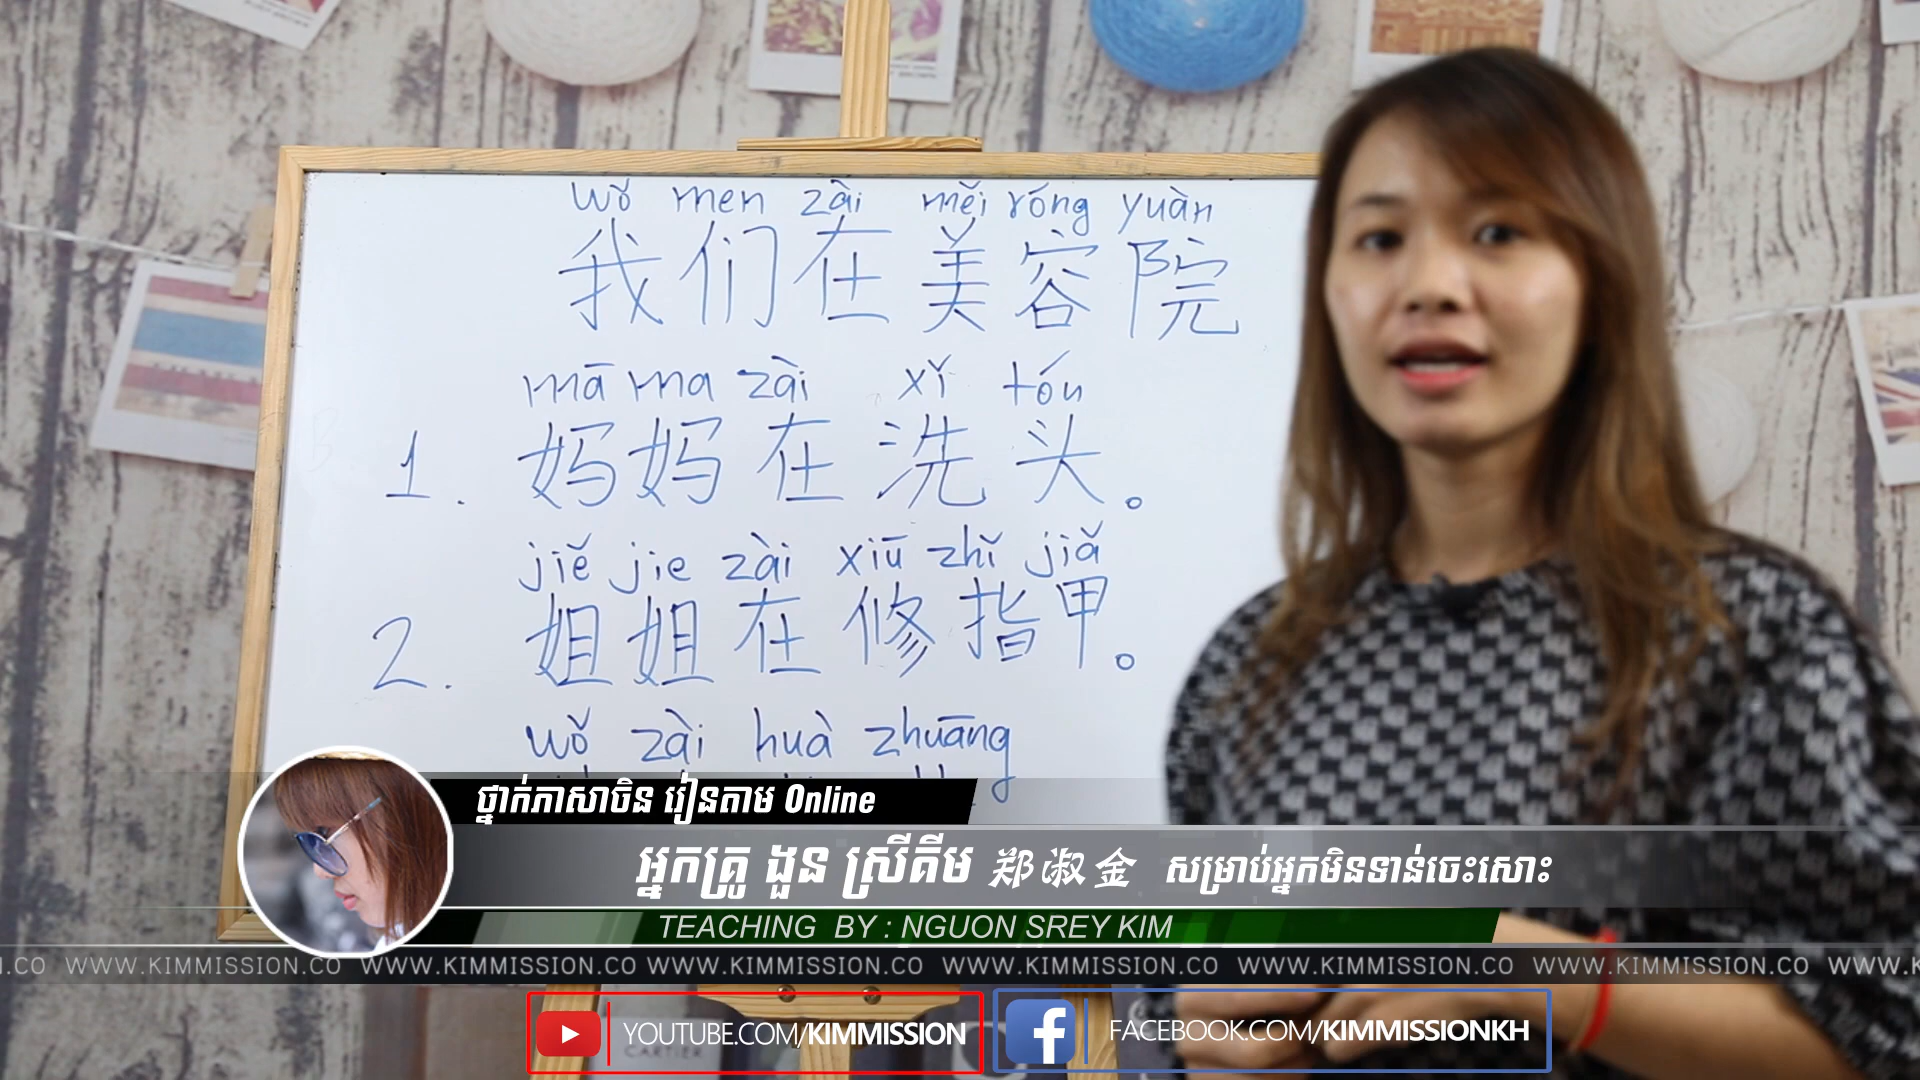 wǒ men zài měi róng yuàn
我们在美容院
mā ma zài xǐ tóu
1. 妈妈在洗头。
jiě jie zài xiū zhǐ jiǎ
2. 姐姐在修指甲。
wǒ zài huà zhuāng
ថ្នាក់ភាសាចិន រៀនតាម Online
អ្នកគ្រូ ងួន ស្រីគីម 郑淑金 សម្រាប់អ្នកមិនទាន់ចេះសោះ
TEACHING BY : NGUON SREY KIM
I.CO WWW.KIMMISSION.CO WWW.KIMMISSION.CO WWW.KIMMISSION.CO WWW.KIMMISSION.CO WWW.KIMMISSION.CO WWW.KIMMISSION.CO WWW.K
YOUTUBE.COM/KIMMISSION
FACEBOOK.COM/KIMMISSIONKH
CARTIER